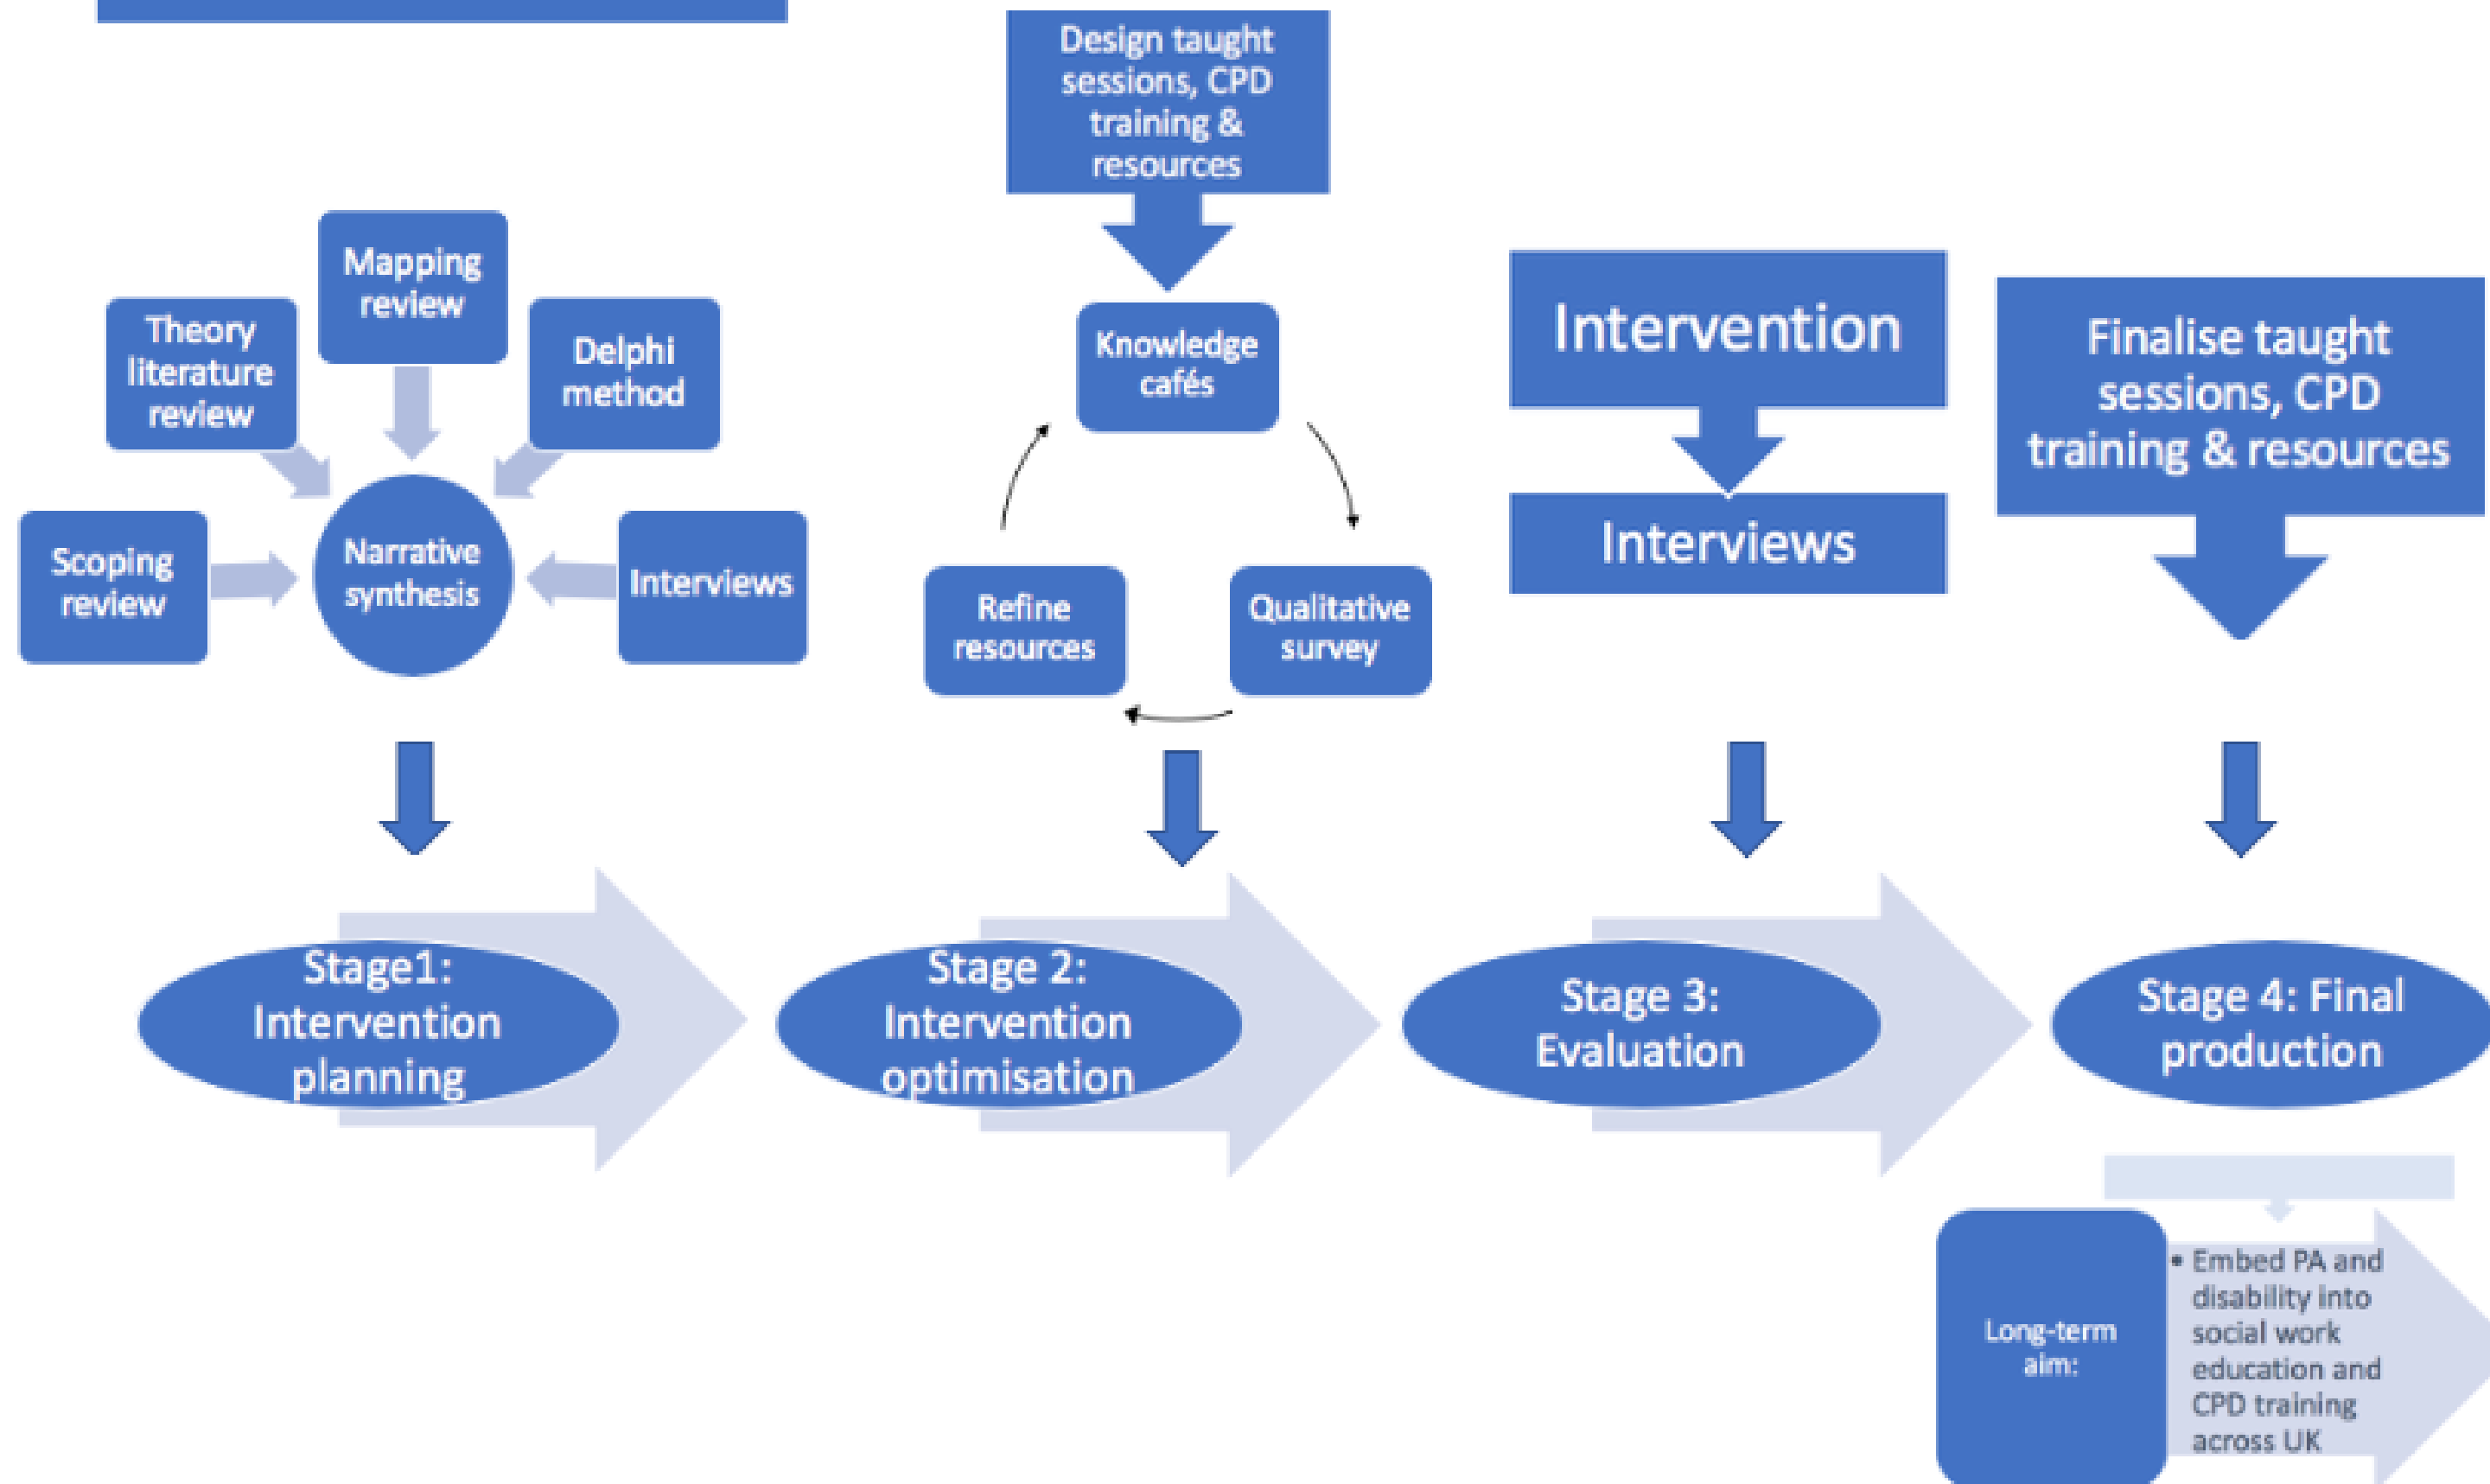 Design taught
sessions, CPD
training &
resources
Mapping
review
Theory
literature
review
Delphi
method
Scoping
review
Narrative
synthesis
Interviews
Knowledge
cafés
Refine
resources
Qualitative
survey
Intervention
Interviews
Finalise taught
sessions, CPD
training & resources
Stage1:
Intervention
planning
Stage 2:
Intervention
optimisation
Stage 3:
Evaluation
Stage 4: Final
production
Long-term
aim:
• Embed PA and
disability into
social work
education and
CPD training
across UK